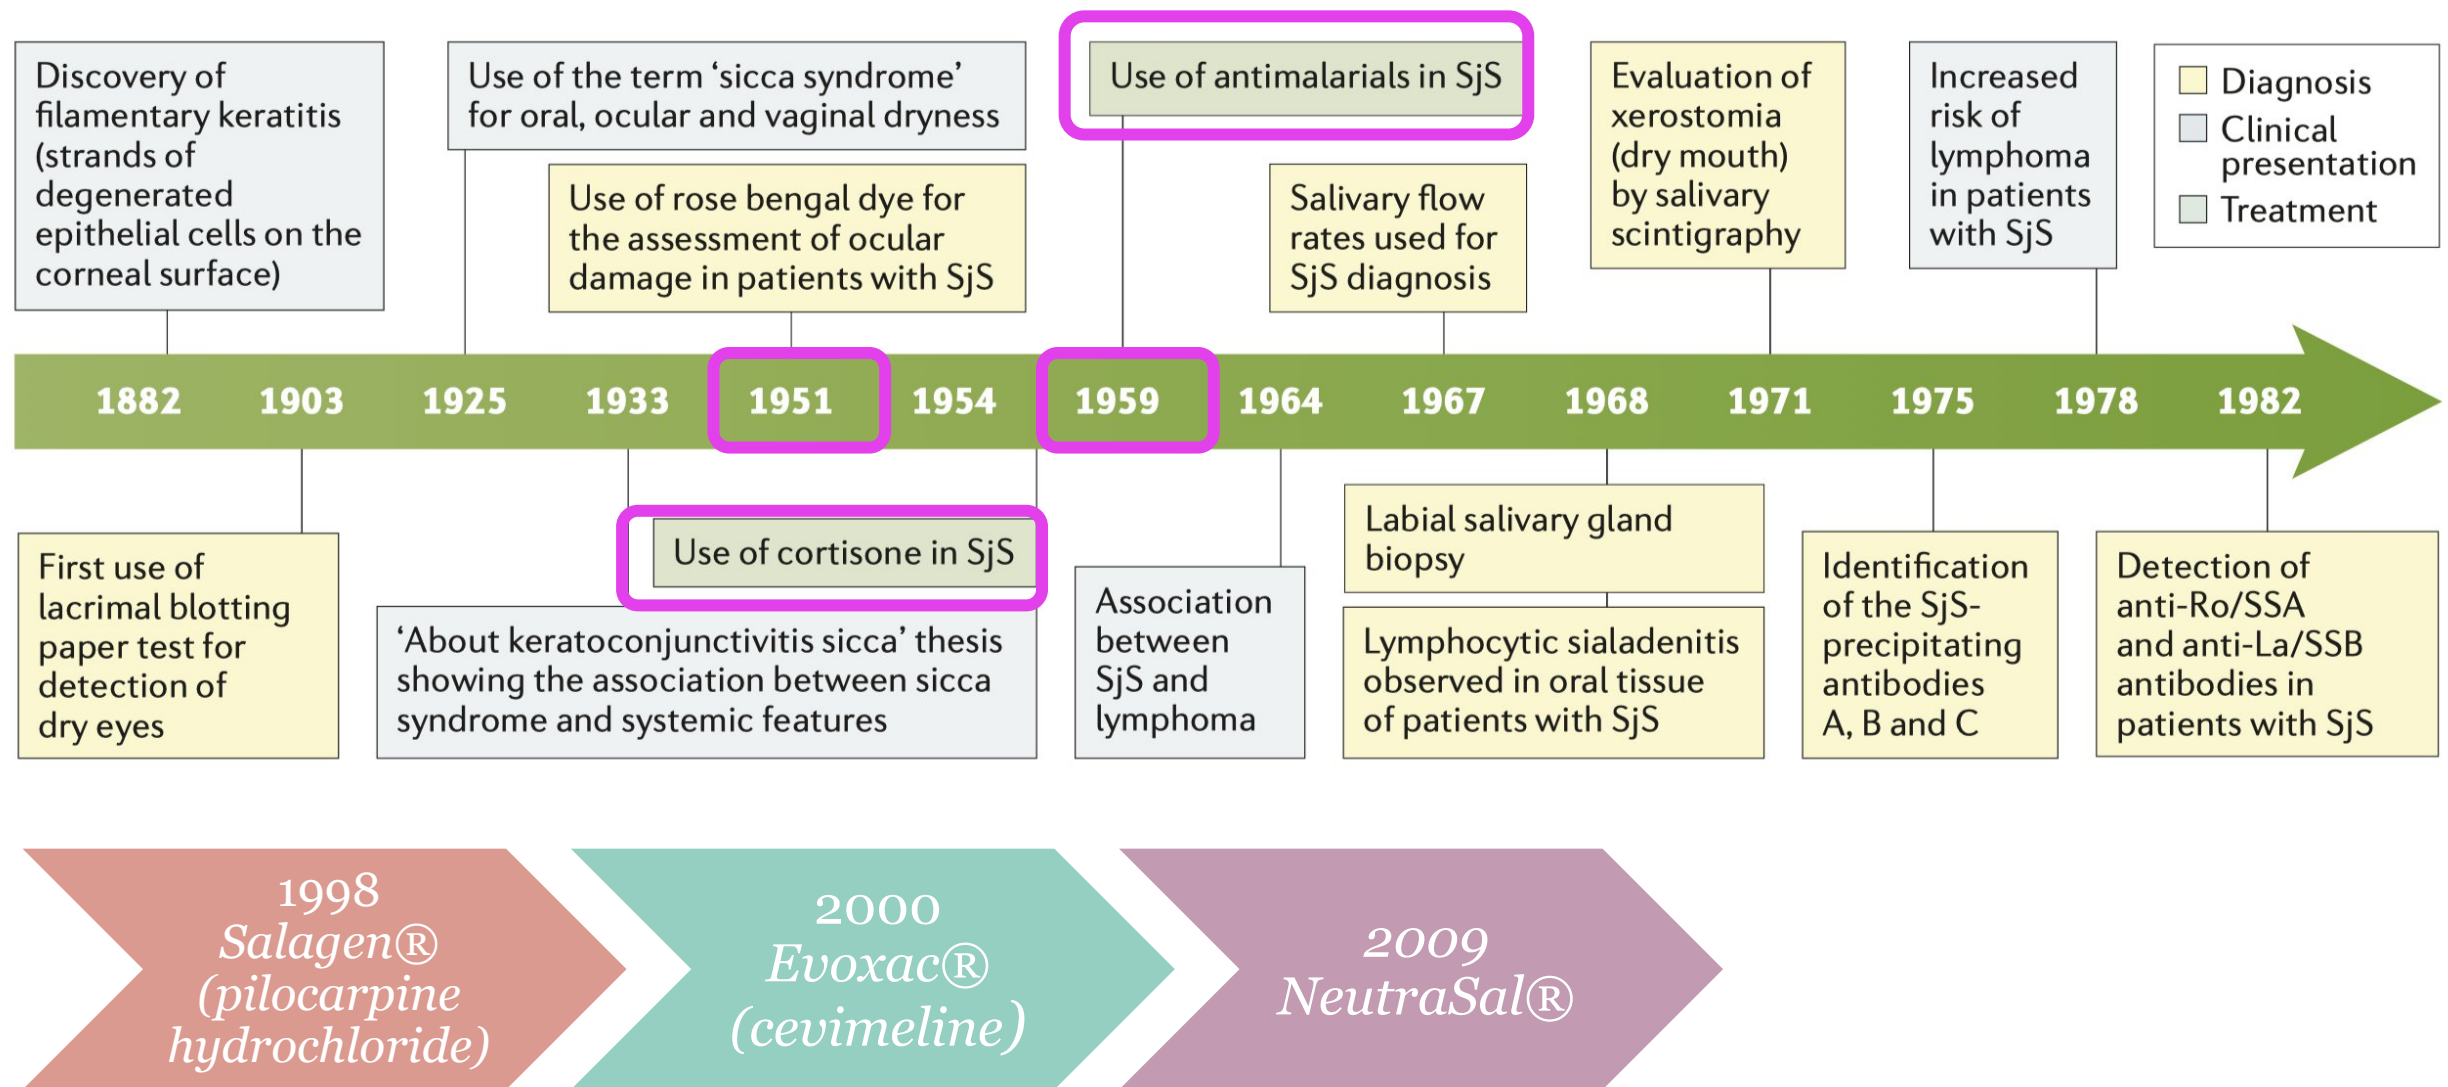 Discovery of
filamentary keratitis
(strands of
degenerated
epithelial cells on the
corneal surface)
Use of the term ‘sicca syndrome’
for oral, ocular and vaginal dryness
Use of rose bengal dye for
the assessment of ocular
damage in patients with SjS
Use of antimalarials in SjS
Salivary flow
rates used for
SjS diagnosis
Evaluation of
xerostomia
(dry mouth)
by salivary
scintigraphy
Increased
risk of
lymphoma
in patients
with SjS
Diagnosis
Clinical
presentation
Treatment
1882 1903 1925 1933 1951 1954 1959 1964 1967 1968 1971 1975 1978 1982
First use of
lacrimal blotting
paper test for
detection of
dry eyes
Use of cortisone in SjS
‘About keratoconjunctivitis sicca’ thesis
showing the association between sicca
syndrome and systemic features
Association
between
SjS and
lymphoma
Labial salivary gland
biopsy
Lymphocytic sialadenitis
observed in oral tissue
of patients with SjS
Identification
of the SjS-
precipitating
antibodies
A, B and C
Detection of
anti-Ro/SSA
and anti-La/SSB
antibodies in
patients with SjS
1998
Salagen®
(pilocarpine
hydrochloride)
2000
Evoxac®
(cevimeline)
2009
NeutraSal®